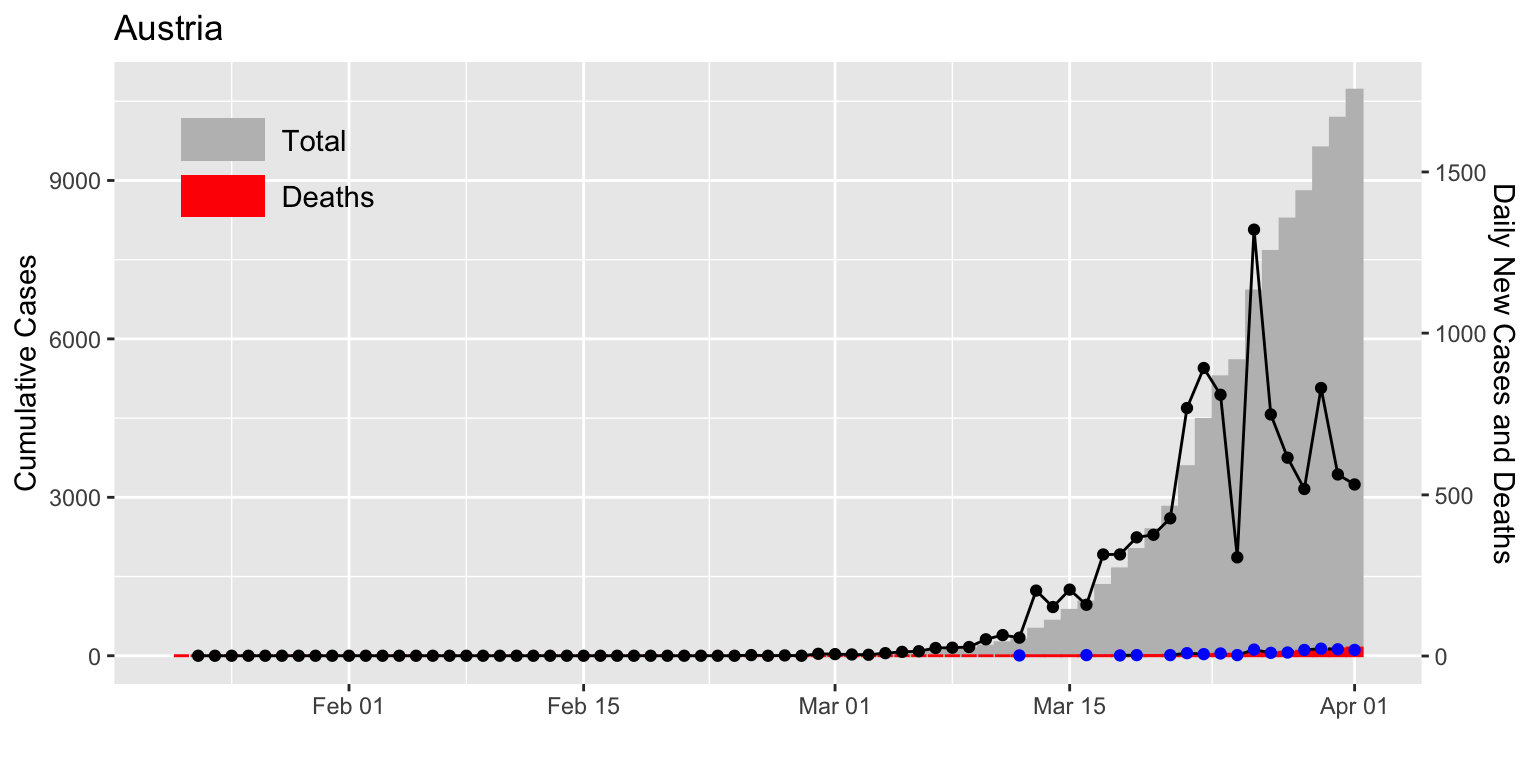 Austria
Total
Deaths
Cumulative Cases
9000
6000
3000
0
1500
1000
500
0
Daily New Cases and Deaths
Feb 01
Feb 15
Mar 01
Mar 15
Apr 01